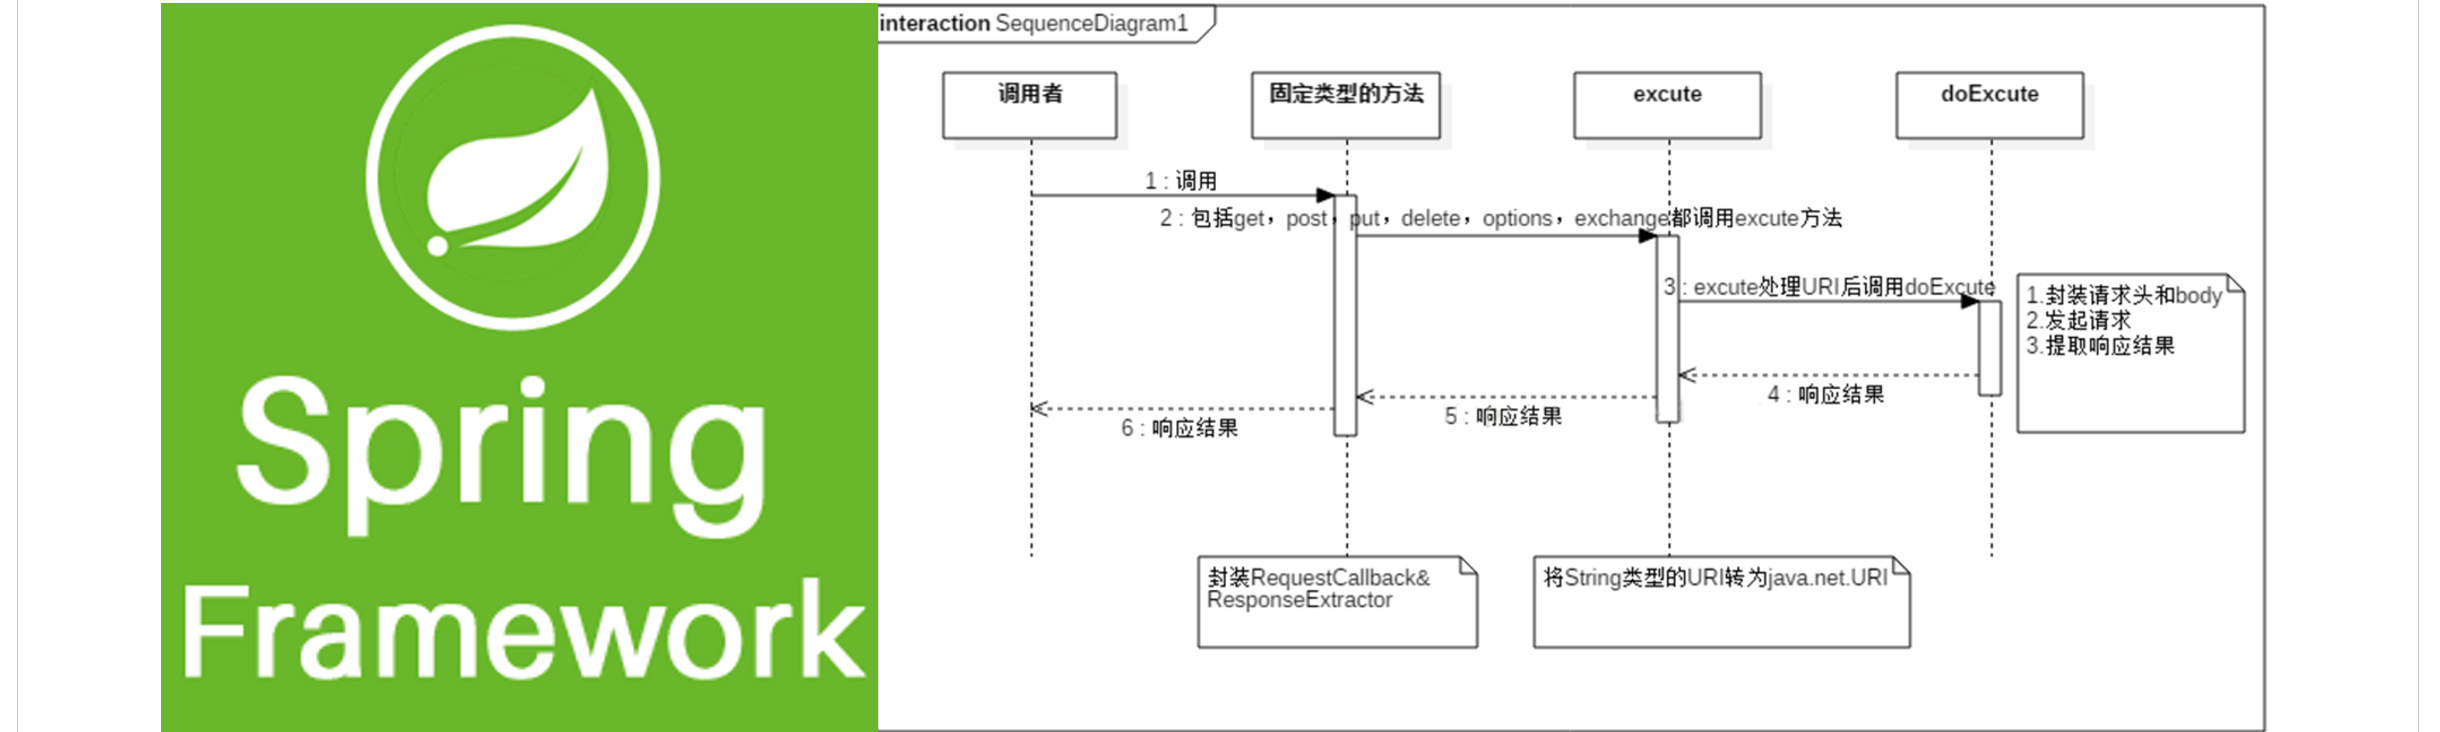 Spring
Framework
interaction SequenceDiagram1
调用者
固定类型的方法
excute
doExcute
1 : 调用
2 : 包括get，post，put，delete，options，exchange都调用excute方法
3 : excute处理URI后调用doExcute
1.封装请求头和body
2.发起请求
3.提取响应结果
4 : 响应结果
5 : 响应结果
6 : 响应结果
封装RequestCallback&
ResponseExtractor
将String类型的URI转为java.net.URI